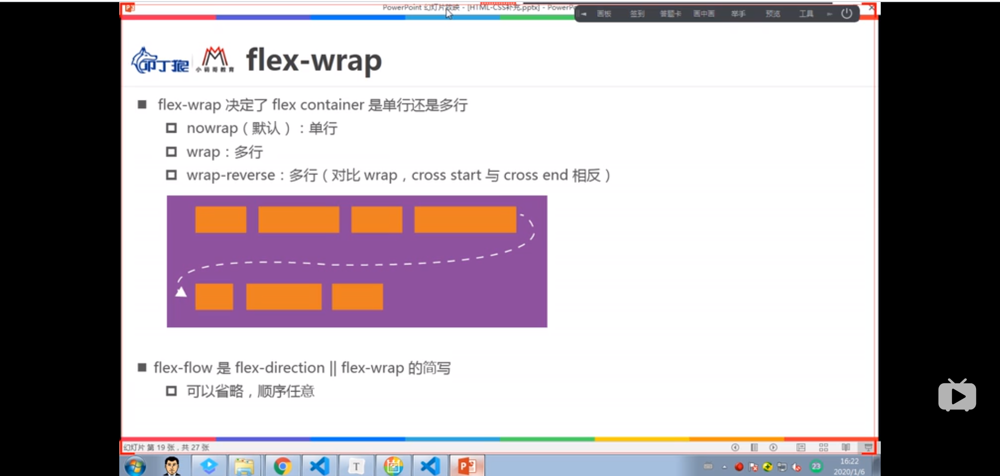 PowerPoint 幻灯片放映 - [HTML-CSS补充.pptx] - PowerP
画板 签到 答题卡 画中画 举手 预览 工具
叩丁狼 小码哥教育 flex-wrap
flex-wrap 决定了 flex container 是单行还是多行
nowrap（默认）：单行
wrap：多行
wrap-reverse：多行（对比 wrap，cross start 与 cross end 相反）
flex-flow 是 flex-direction || flex-wrap 的简写
可以省略，顺序任意
幻灯片 第 19 张，共 27 张
T
23
16:22
2020/1/6